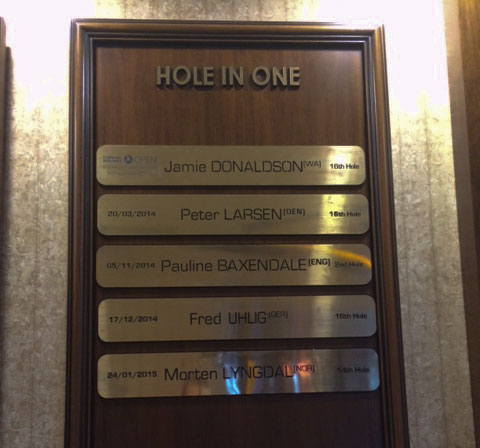 HOLE IN ONE
OPEN Jamie DONALDSON (WA) 16th Hole
20/03/2014 Peter LARSEN (DEN) 16th Hole
05/11/2014 Pauline BAXENDALE (ENG) 2nd Hole
17/12/2014 Fred UHLIG (GER) 16th Hole
24/01/2015 Morten LYNGDAL (NOR) 14th Hole